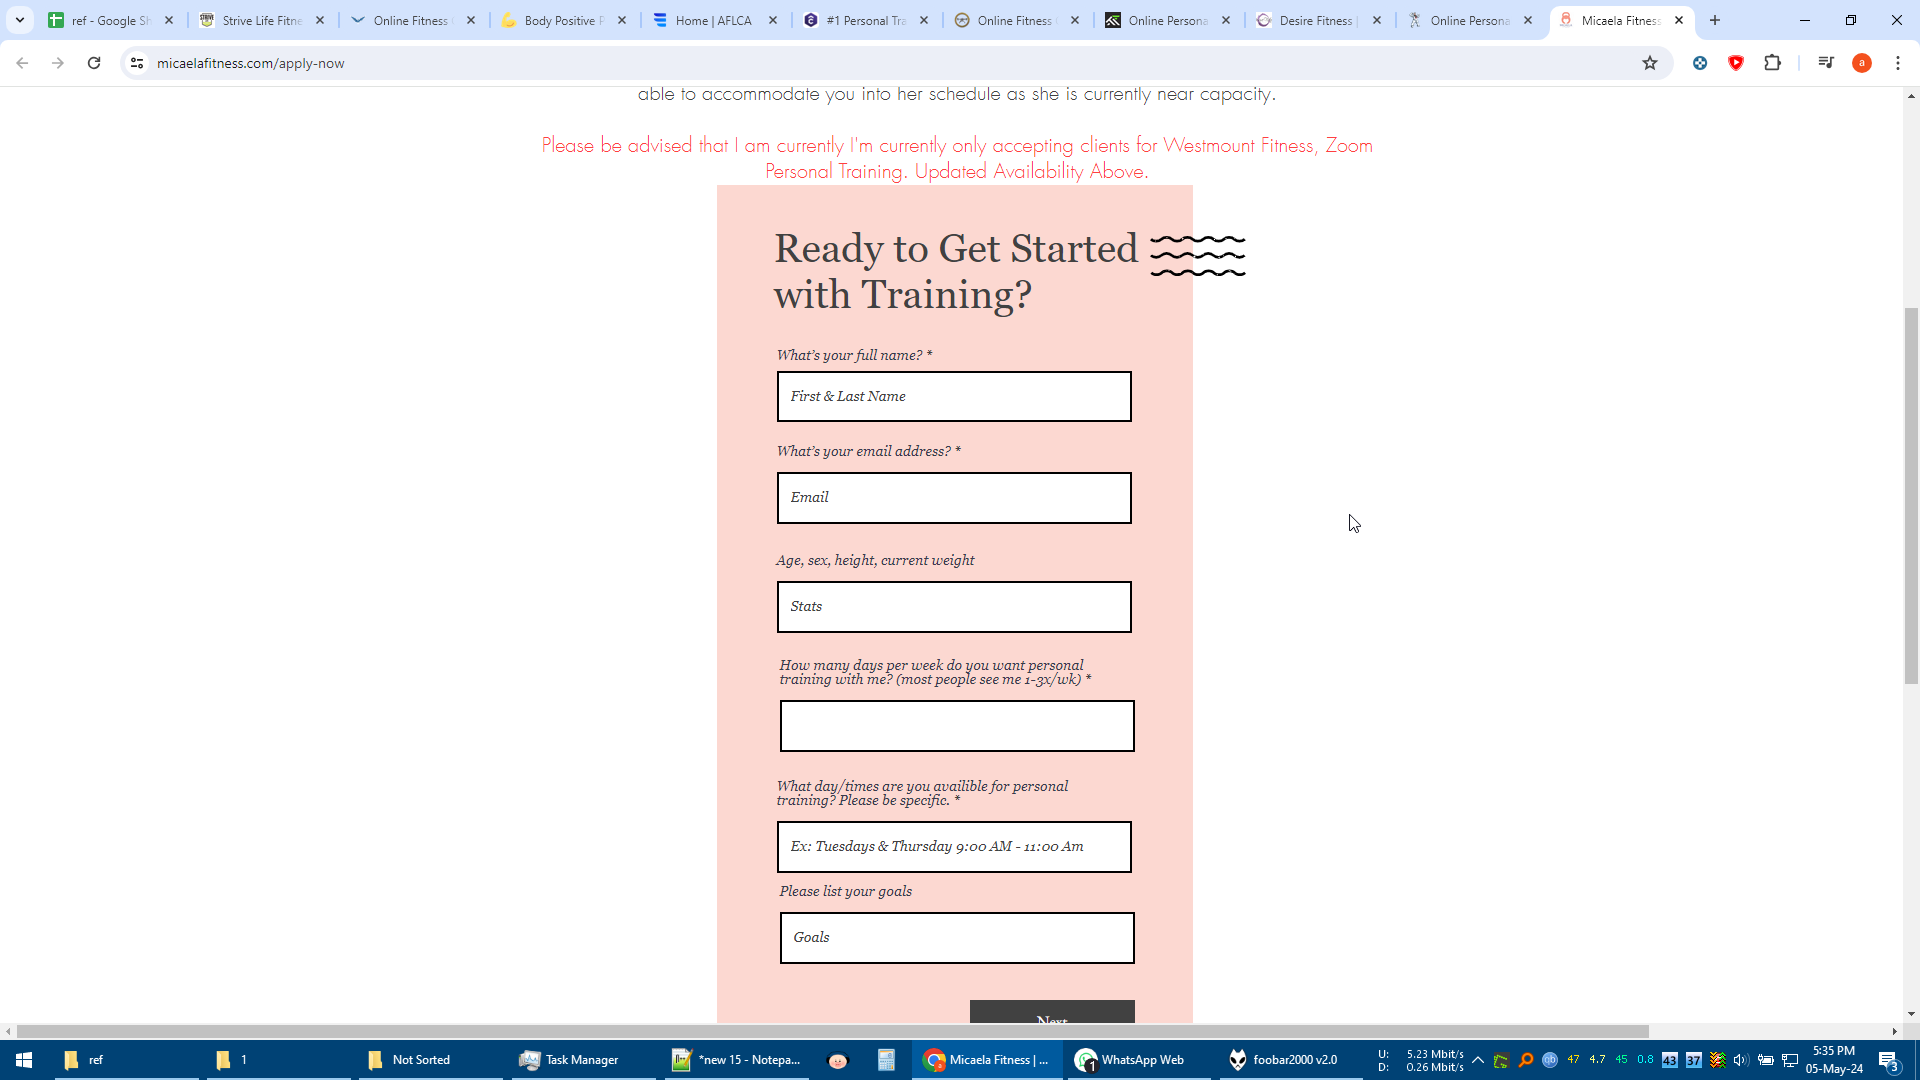 ref - Google Sh
Strive Life Fitne
Online Fitness
Body Positive P
Home | AFLCA
#1 Personal Tra
Online Fitness
Online Persona
Desire Fitness |
Online Persona
Micaela Fitness
micaelafitness.com/apply-now
a
able to accommodate you into her schedule as she is currently near capacity.
Please be advised that I am currently I'm currently only accepting clients for Westmount Fitness, Zoom
Personal Training. Updated Availability Above.
Ready to Get Started
with Training?
What's your full name? *
First & Last Name
What's your email address? *
Email
Age, sex, height, current weight
Stats
How many days per week do you want personal
training with me? (most people see me 1-3x/wk) *
What day/times are you availible for personal
training? Please be specific. *
Ex: Tuesdays & Thursday 9:00 AM - 11:00 Am
Please list your goals
Goals
Next
ref
1
Not Sorted
Task Manager
*new 15 - Notepa...
Micaela Fitness | ...
1
WhatsApp Web
foobar2000 v2.0
U: 5.23 Mbit/s
D: 0.26 Mbit/s
qb
47
4.7
45
0.8
43
37
5:35 PM
05-May-24
3